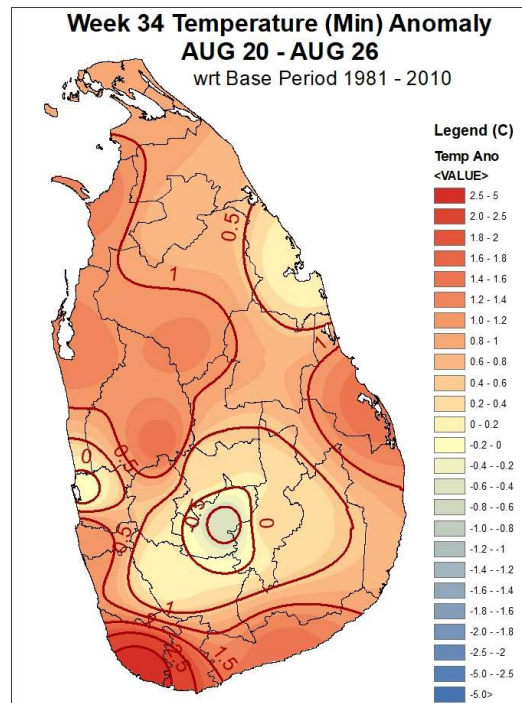 Week 34 Temperature (Min) Anomaly
AUG 20 - AUG 26
wrt Base Period 1981 - 2010
Legend (C)
Temp Ano
<VALUE>
2.5 - 5
2.0 - 2.5
1.8 - 2
1.6 - 1.8
1.4 - 1.6
1.2 - 1.4
1.0 - 1.2
0.8 - 1
0.6 - 0.8
0.4 - 0.6
0.2 - 0.4
0 - 0.2
-0.2 - 0
-0.4 - -0.2
-0.6 - -0.4
-0.8 - -0.6
-1.0 - -0.8
-1.2 - -1
-1.4 - -1.2
-1.6 - -1.4
-1.8 - -1.6
-2.0 - -1.8
-2.5 - -2
-5.0 - -2.5
-5.0>
0.5
1
1
0
0.5
0.5
0
0.5
1
1.5